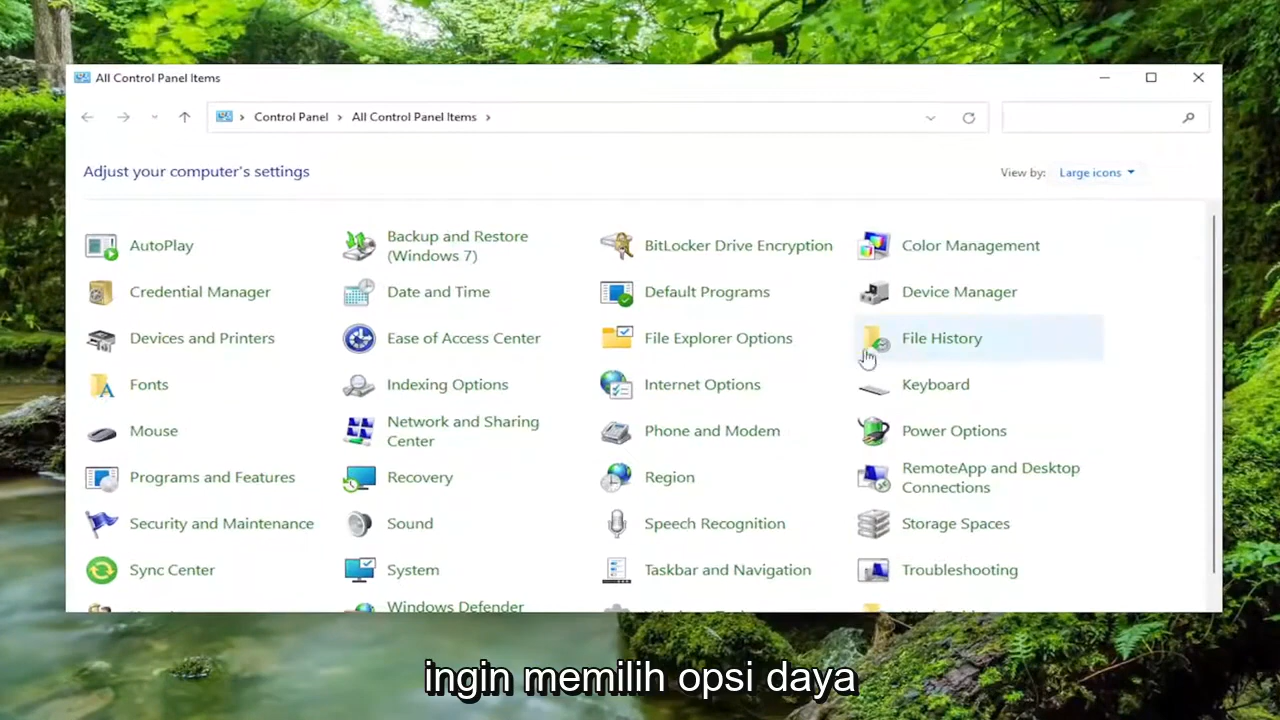 All Control Panel Items
Control Panel > All Control Panel Items >
Adjust your computer's settings
View by: Large icons
AutoPlay
Backup and Restore
(Windows 7)
BitLocker Drive Encryption
Color Management
Credential Manager
Date and Time
Default Programs
Device Manager
Devices and Printers
Ease of Access Center
File Explorer Options
File History
Fonts
Indexing Options
Internet Options
Keyboard
Mouse
Network and Sharing
Center
Phone and Modem
Power Options
Programs and Features
Recovery
Region
RemoteApp and Desktop
Connections
Security and Maintenance
Sound
Speech Recognition
Storage Spaces
Sync Center
System
Taskbar and Navigation
Troubleshooting
Windows Defender
ingin memilih opsi daya